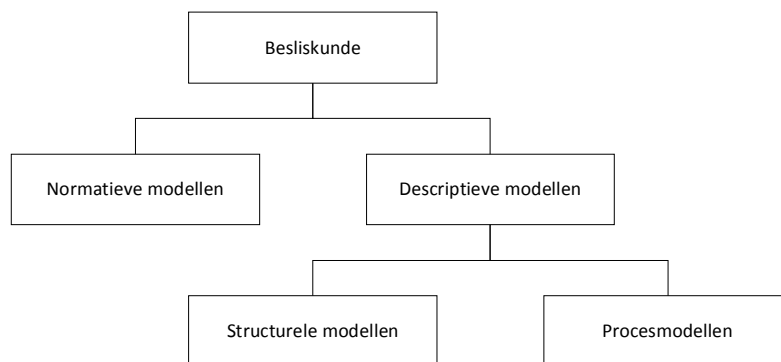 Besliskunde
Normatieve modellen
Descriptieve modellen
Structurele modellen
Procesmodellen